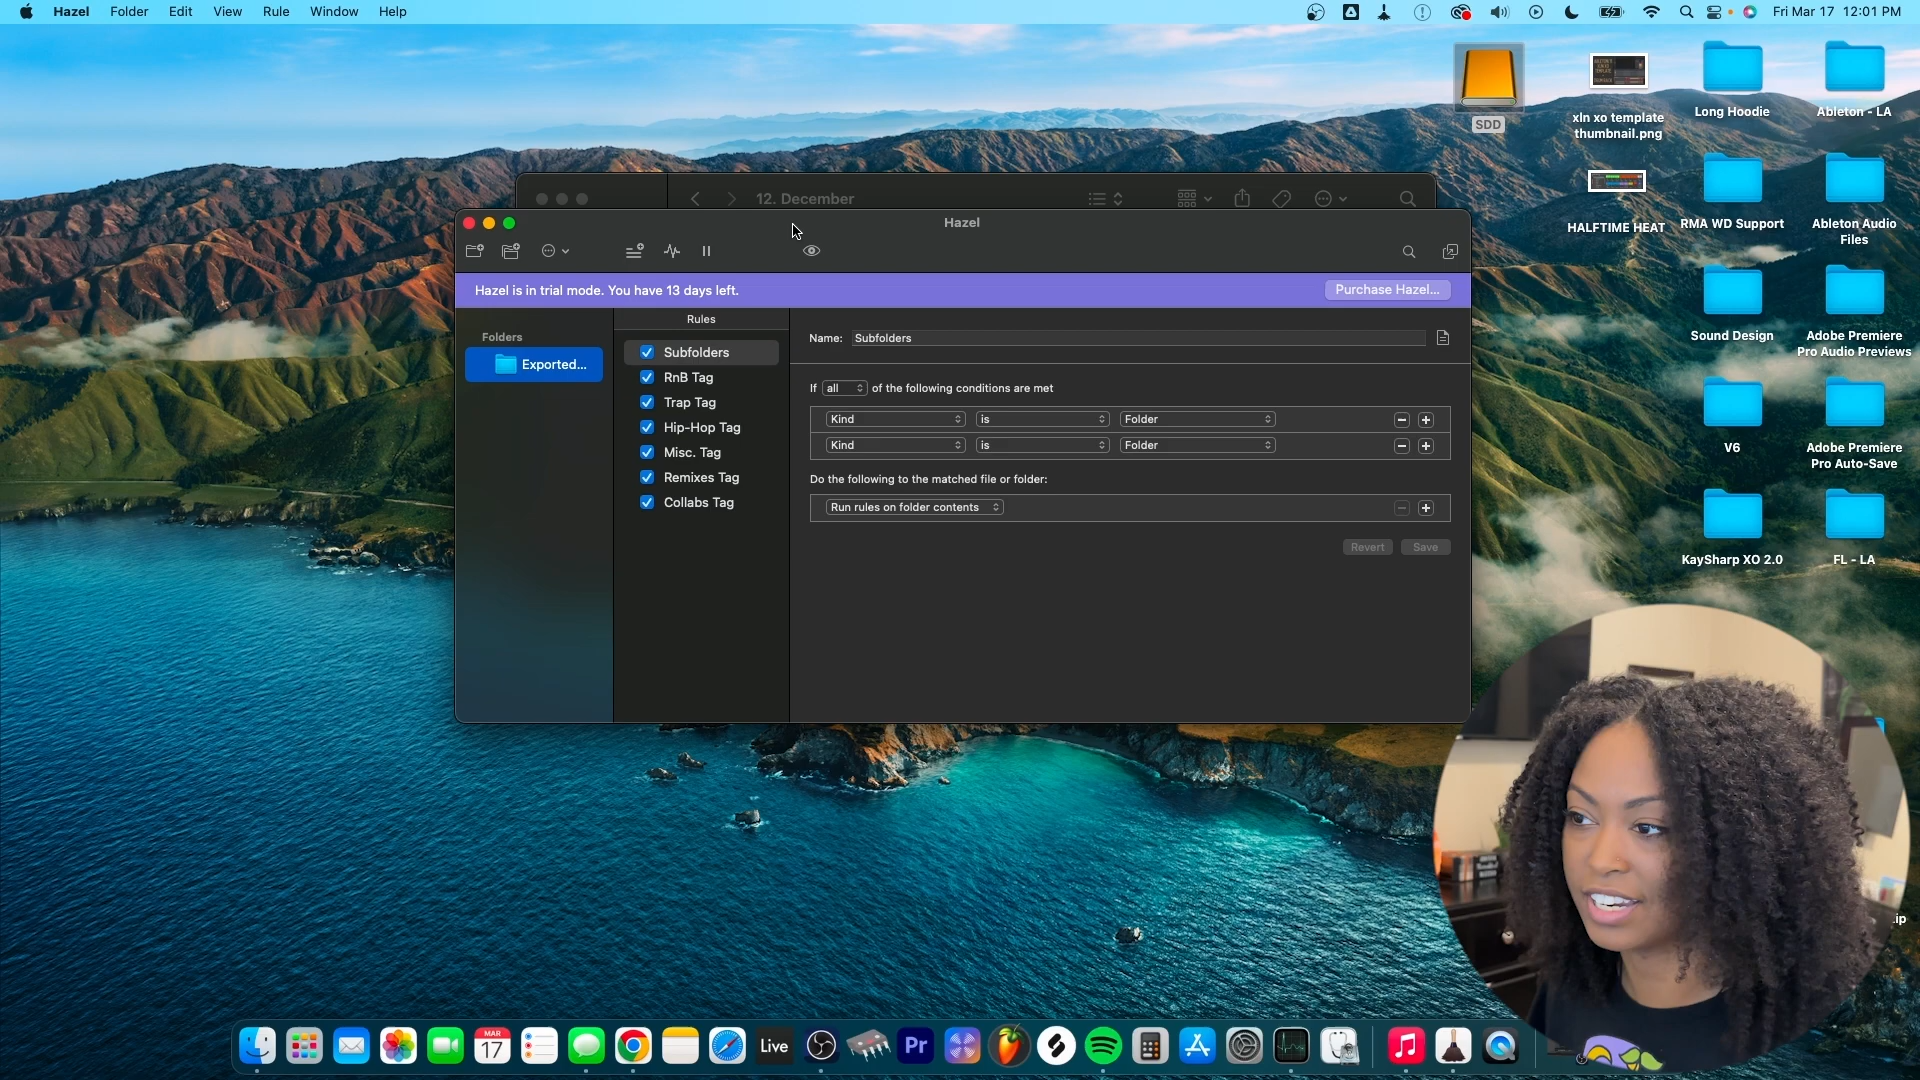 Hazel Folder Edit View Rule Window Help
Fri Mar 17 12:01 PM
SDD
xln xo template
thumbnail.png
Long Hoodie
Ableton - LA
HALFTIME HEAT
RMA WD Support
Ableton Audio
Files
Sound Design
Adobe Premiere
Pro Audio Previews
V6
Adobe Premiere
Pro Auto-Save
KaySharp XO 2.0
FL - LA
.ip
12. December
Hazel
Hazel is in trial mode. You have 13 days left.
Purchase Hazel...
Folders
Exported...
Rules
Subfolders
RnB Tag
Trap Tag
Hip-Hop Tag
Misc. Tag
Remixes Tag
Collabs Tag
Name: Subfolders
If all of the following conditions are met
Kind is Folder
Kind is Folder
Do the following to the matched file or folder:
Run rules on folder contents
Revert Save
MAR
17
Live
Pr